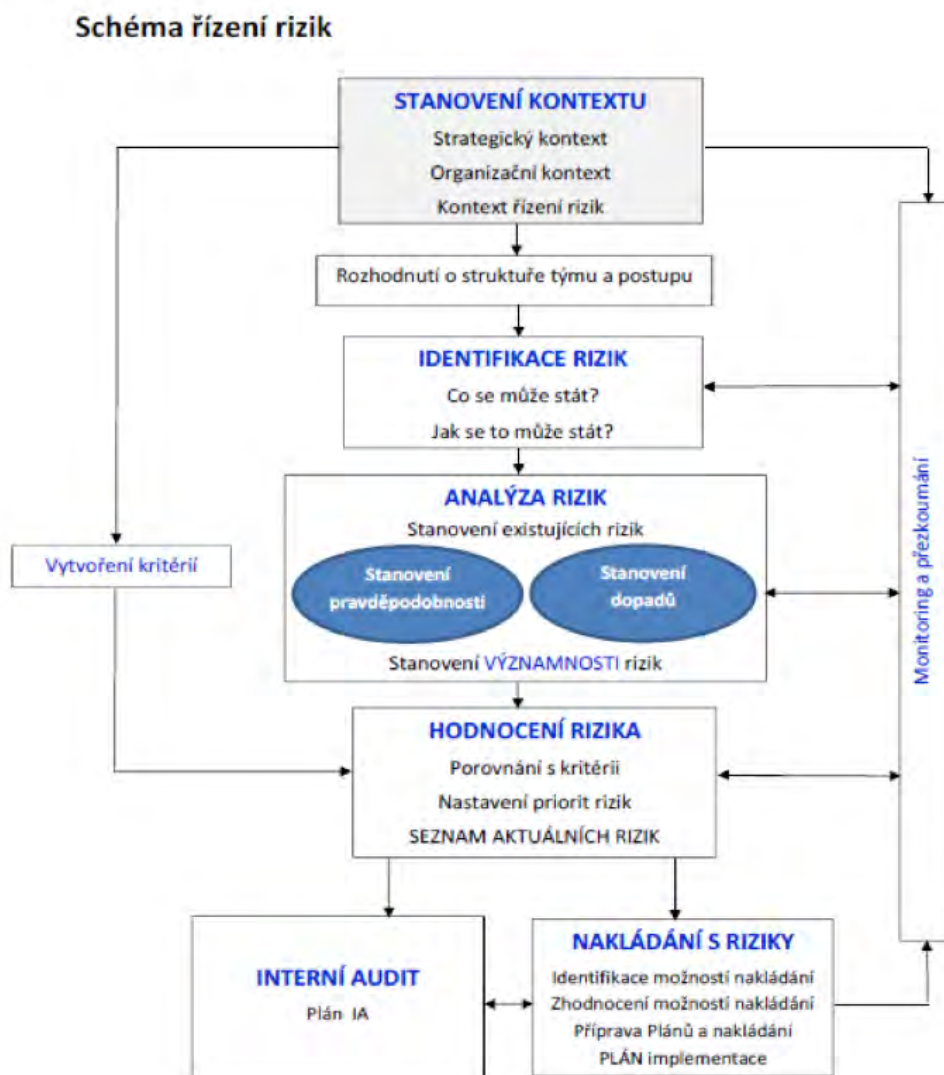 Schéma řízení rizik
STANOVENÍ KONTEXTU
Strategický kontext
Organizační kontext
Kontext řízení rizik
Rozhodnutí o struktuře týmu a postupu
IDENTIFIKACE RIZIK
Co se může stát?
Jak se to může stát?
ANALÝZA RIZIK
Stanovení existujících rizik
Stanovení
pravděpodobnosti
Stanovení
dopadů
Stanovení VÝZNAMNOSTI rizik
Vytvoření kritérií
HODNOCENÍ RIZIKA
Porovnání s kritérii
Nastavení priorit rizik
SEZNAM AKTUÁLNÍCH RIZIK
Monitoring a přezkoumání
INTERNÍ AUDIT
Plán IA
NAKLÁDÁNÍ S RIZIKY
Identifikace možností nakládání
Zhodnocení možností nakládání
Příprava Plánů a nakládání
PLÁN implementace